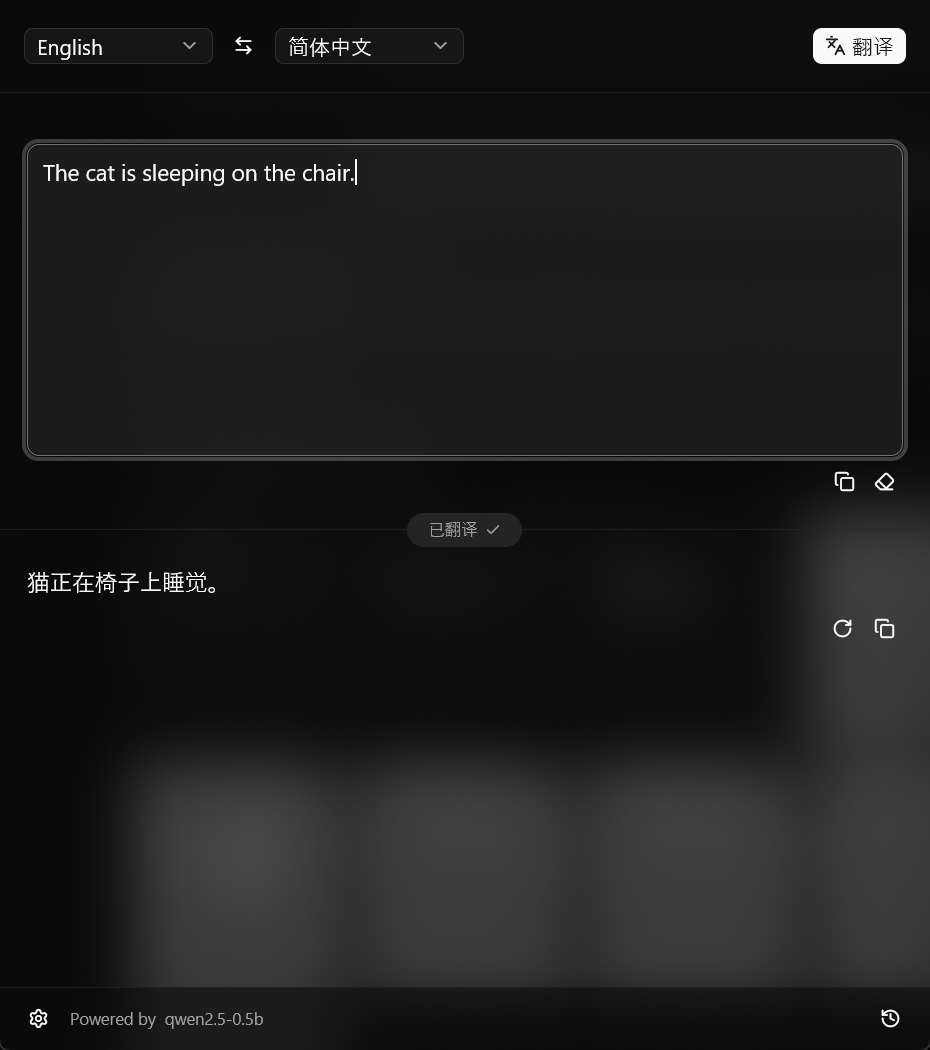 English 简体中文 翻译
The cat is sleeping on the chair.
已翻译
猫正在椅子上睡觉。
Powered by qwen2.5-0.5b